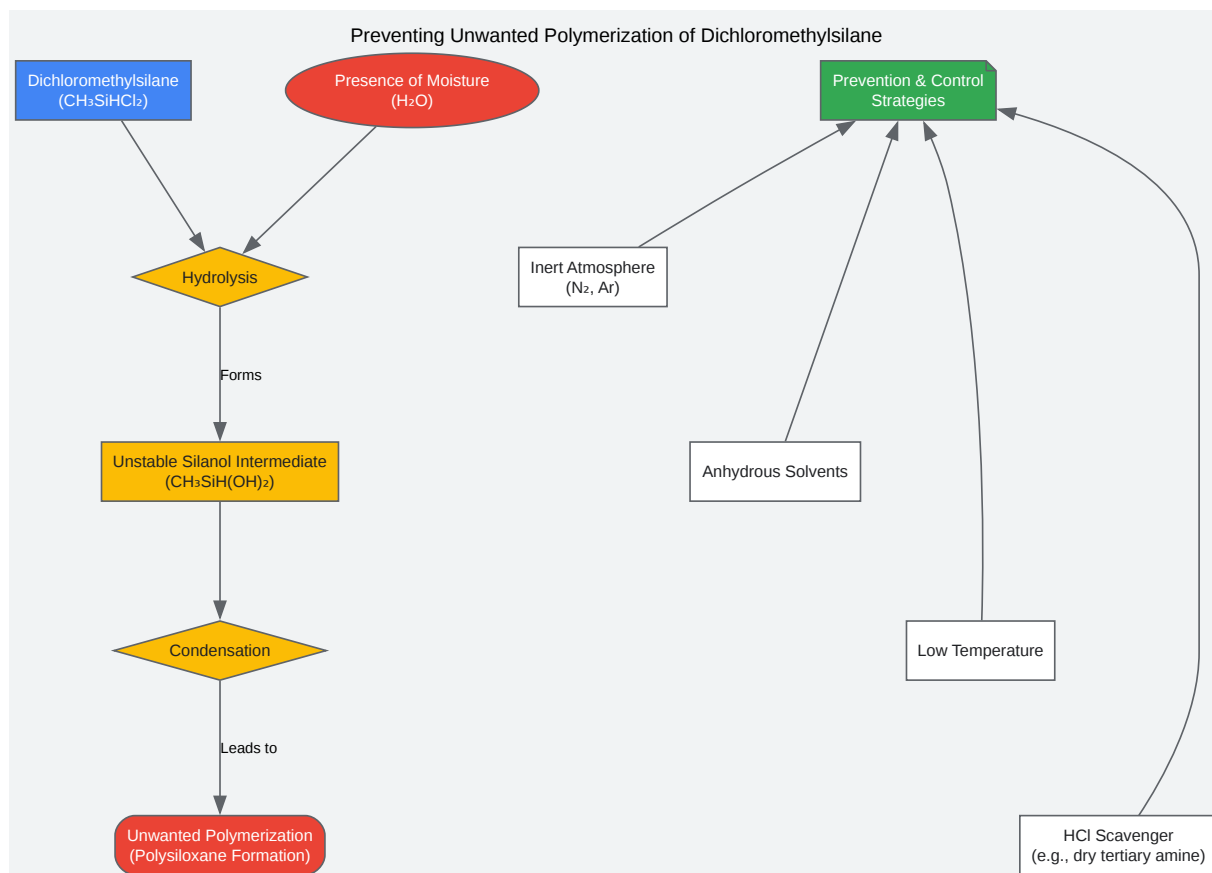 Preventing Unwanted Polymerization of Dichloromethylsilane
Dichloromethylsilane
(CH₃SiHCl₂)
Presence of Moisture
(H₂O)
Prevention & Control
Strategies
Hydrolysis
Inert Atmosphere
(N₂, Ar)
Forms
Unstable Silanol Intermediate
(CH₃SiH(OH)₂)
Anhydrous Solvents
Condensation
Low Temperature
Leads to
Unwanted Polymerization
(Polysiloxane Formation)
HCl Scavenger
(e.g., dry tertiary amine)